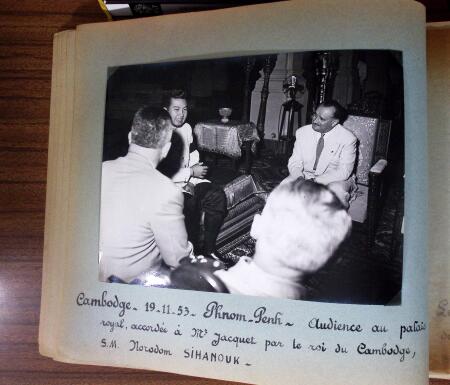 Cambodge - 19-11-53 - Phnom-Penh - Audience au palais
royal, accordée à Mr Jacquet par le roi du Cambodge,
S.M. Norodom SIHANOUK -